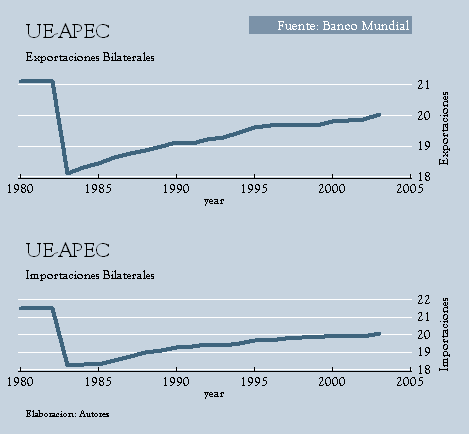 UE-APEC
Fuente: Banco Mundial
Exportaciones Bilaterales
21
20
19
18
Exportaciones
1980 1985 1990 1995 2000 2005
year
UE-APEC
Importaciones Bilaterales
22
21
20
19
18
Importaciones
1980 1985 1990 1995 2000 2005
year
Elaboracion: Autores